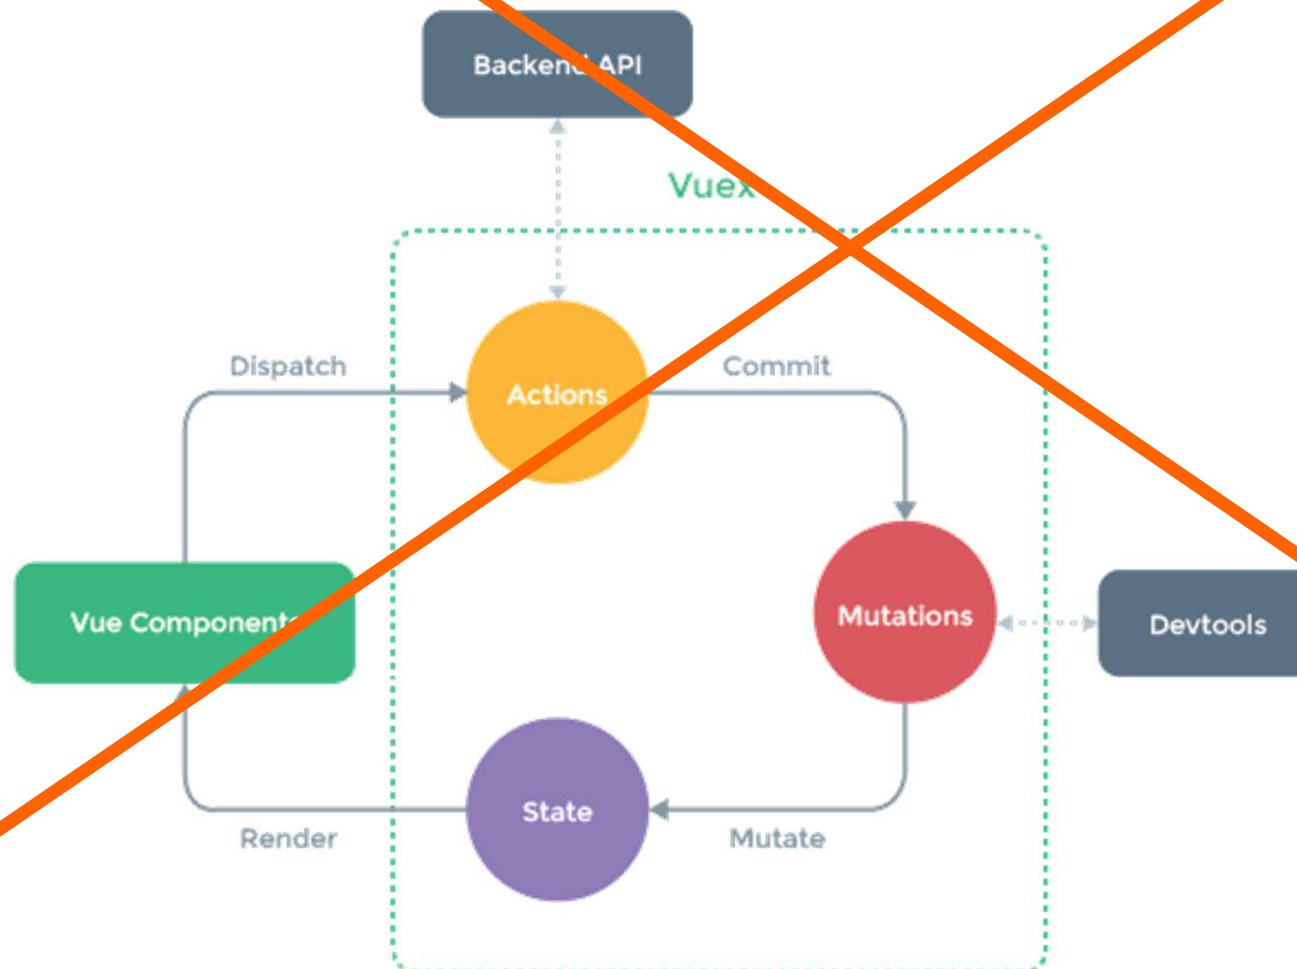 Backend API
Vuex
Dispatch
Actions
Commit
Vue Components
Mutations
Devtools
State
Render
Mutate